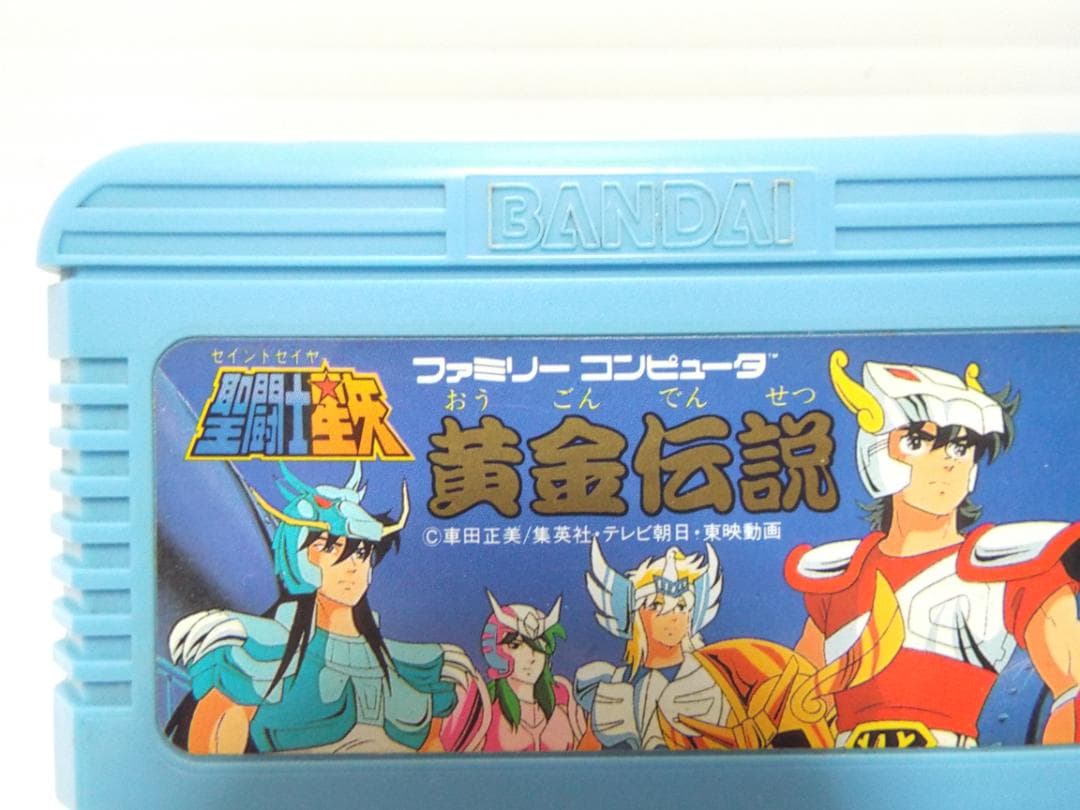 BANDAI
セイントセイヤ
聖闘士星矢
ファミリー コンピュータ™
おうごんでんせつ
黄金伝説
©車田正美/集英社・テレビ朝日・東映動画